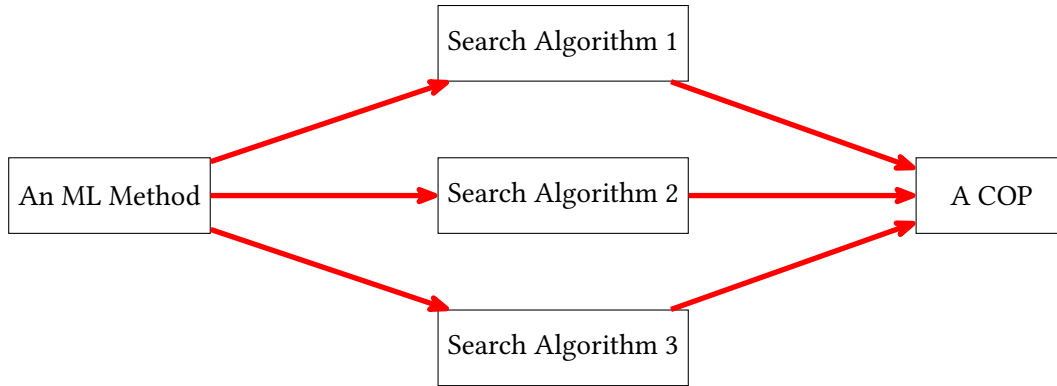 Search Algorithm 1
An ML Method
Search Algorithm 2
A COP
Search Algorithm 3